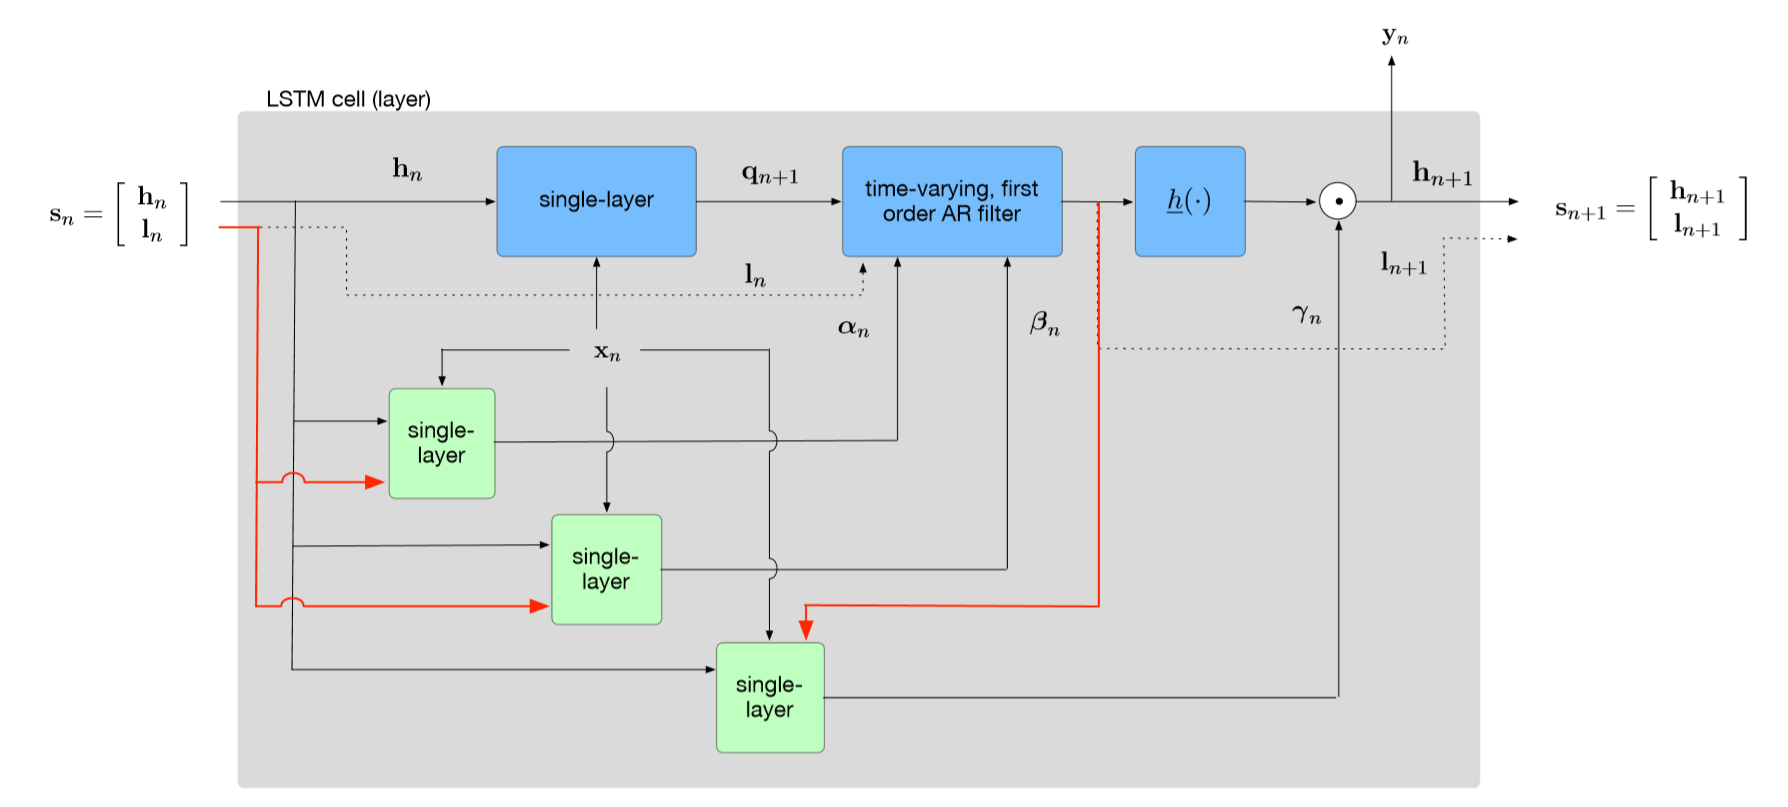 yₙ
LSTM cell (layer)
sₙ = [ hₙ
lₙ ]
hₙ
single-layer
qₙ₊₁
time-varying, first
order AR filter
h(·)
hₙ₊₁
sₙ₊₁ = [ hₙ₊₁
lₙ₊₁ ]
lₙ
lₙ₊₁
αₙ
βₙ
γₙ
xₙ
single-
layer
single-
layer
single-
layer